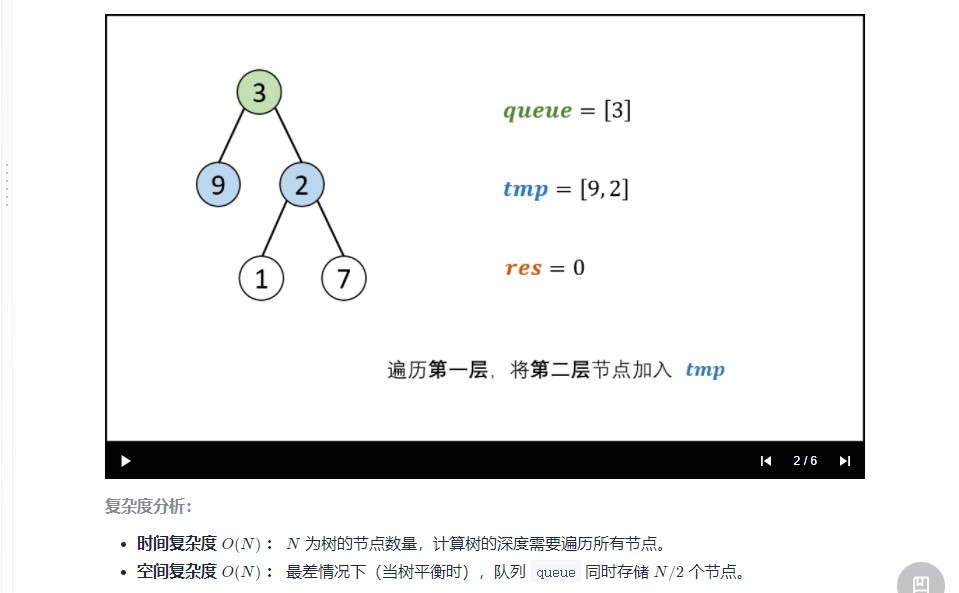 3
queue = [3]
9 2
tmp = [9, 2]
res = 0
1 7
遍历第一层，将第二层节点加入 tmp
2 / 6
复杂度分析：
• 时间复杂度 O(N)： N 为树的节点数量，计算树的深度需要遍历所有节点。
• 空间复杂度 O(N)： 最差情况下（当树平衡时），队列 queue 同时存储 N/2 个节点。